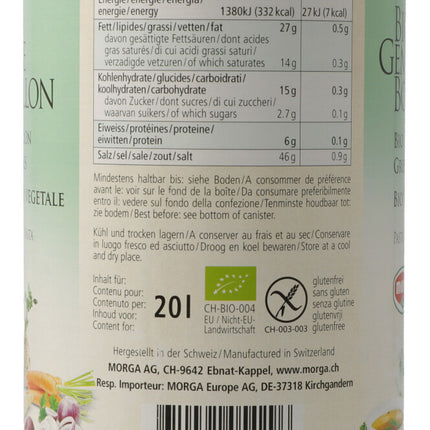 energie/energy 1380kJ (332 kcal) 27 kJ (7 kcal)
Fett/lipides/grassi/vetten/fat 27 g 0.5g
davon gesättigte Fettsäuren/dont acides
gras saturés/di cui acidi grassi saturi/
verzadigde vetzuren/of which saturates 14 g 0.3g
Kohlenhydrate/glucides/carboidrati/
koolhydraten/carbohydrate 15 g 0.3g
davon Zucker/dont sucres/di cui zuccheri/
waarvan suikers/of which sugars 2.7g 0.1g
Eiweiss/protéines/proteine/
eiwitten/protein 6g 0.1g
Salz/sel/sale/zout/salt 46g 0.9g
Mindestens haltbar bis: siehe Boden/A consommer de préférence
avant le: voir sur le fond de la boîte/Da consumare preferibilmente
entro il: vedere sul fondo della confezione/Tenminste houdbaar tot:
zie bodem/Best before: see bottom of canister.
Kühl und trocken lagern/A conserver au frais et au sec/Conservare
in luogo fresco ed asciutto/Droog en koel bewaren/Store at a cool
and dry place.
Inhalt für:
Contenu pour:
Contenuto per:
Inhoud voor:
Content for:
20l
CH-BIO-004
EU / Nicht-EU-
Landwirtschaft
CH-003-003
glutenfrei
sans gluten
senza glutine
glutenvrij
glutenfree
Hergestellt in der Schweiz/Manufactured in Switzerland
MORGA AG, CH-9642 Ebnat-Kappel, www.morga.ch
Resp. Importeur: MORGA Europe AG, DE-37318 Kirchgandern
VEGETALE